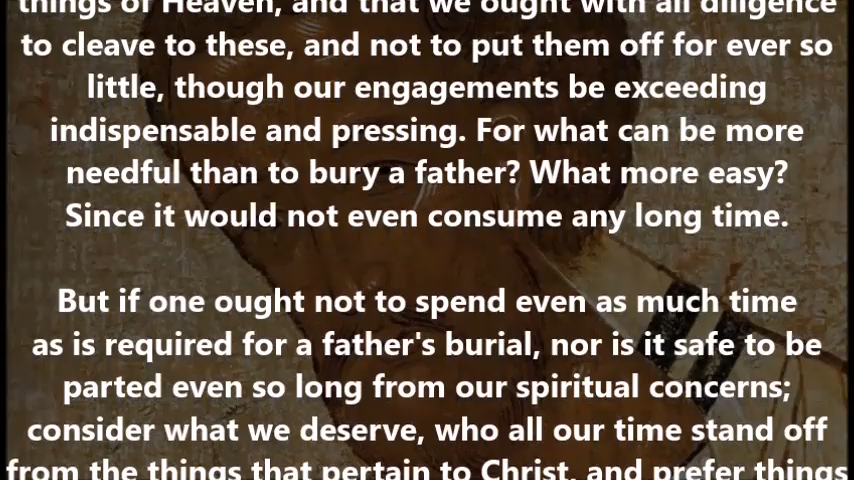 things of Heaven, and that we ought with all diligence
to cleave to these, and not to put them off for ever so
little, though our engagements be exceeding
indispensable and pressing. For what can be more
needful than to bury a father? What more easy?
Since it would not even consume any long time.
But if one ought not to spend even as much time
as is required for a father's burial, nor is it safe to be
parted even so long from our spiritual concerns;
consider what we deserve, who all our time stand off
from the things that pertain to Christ, and prefer things